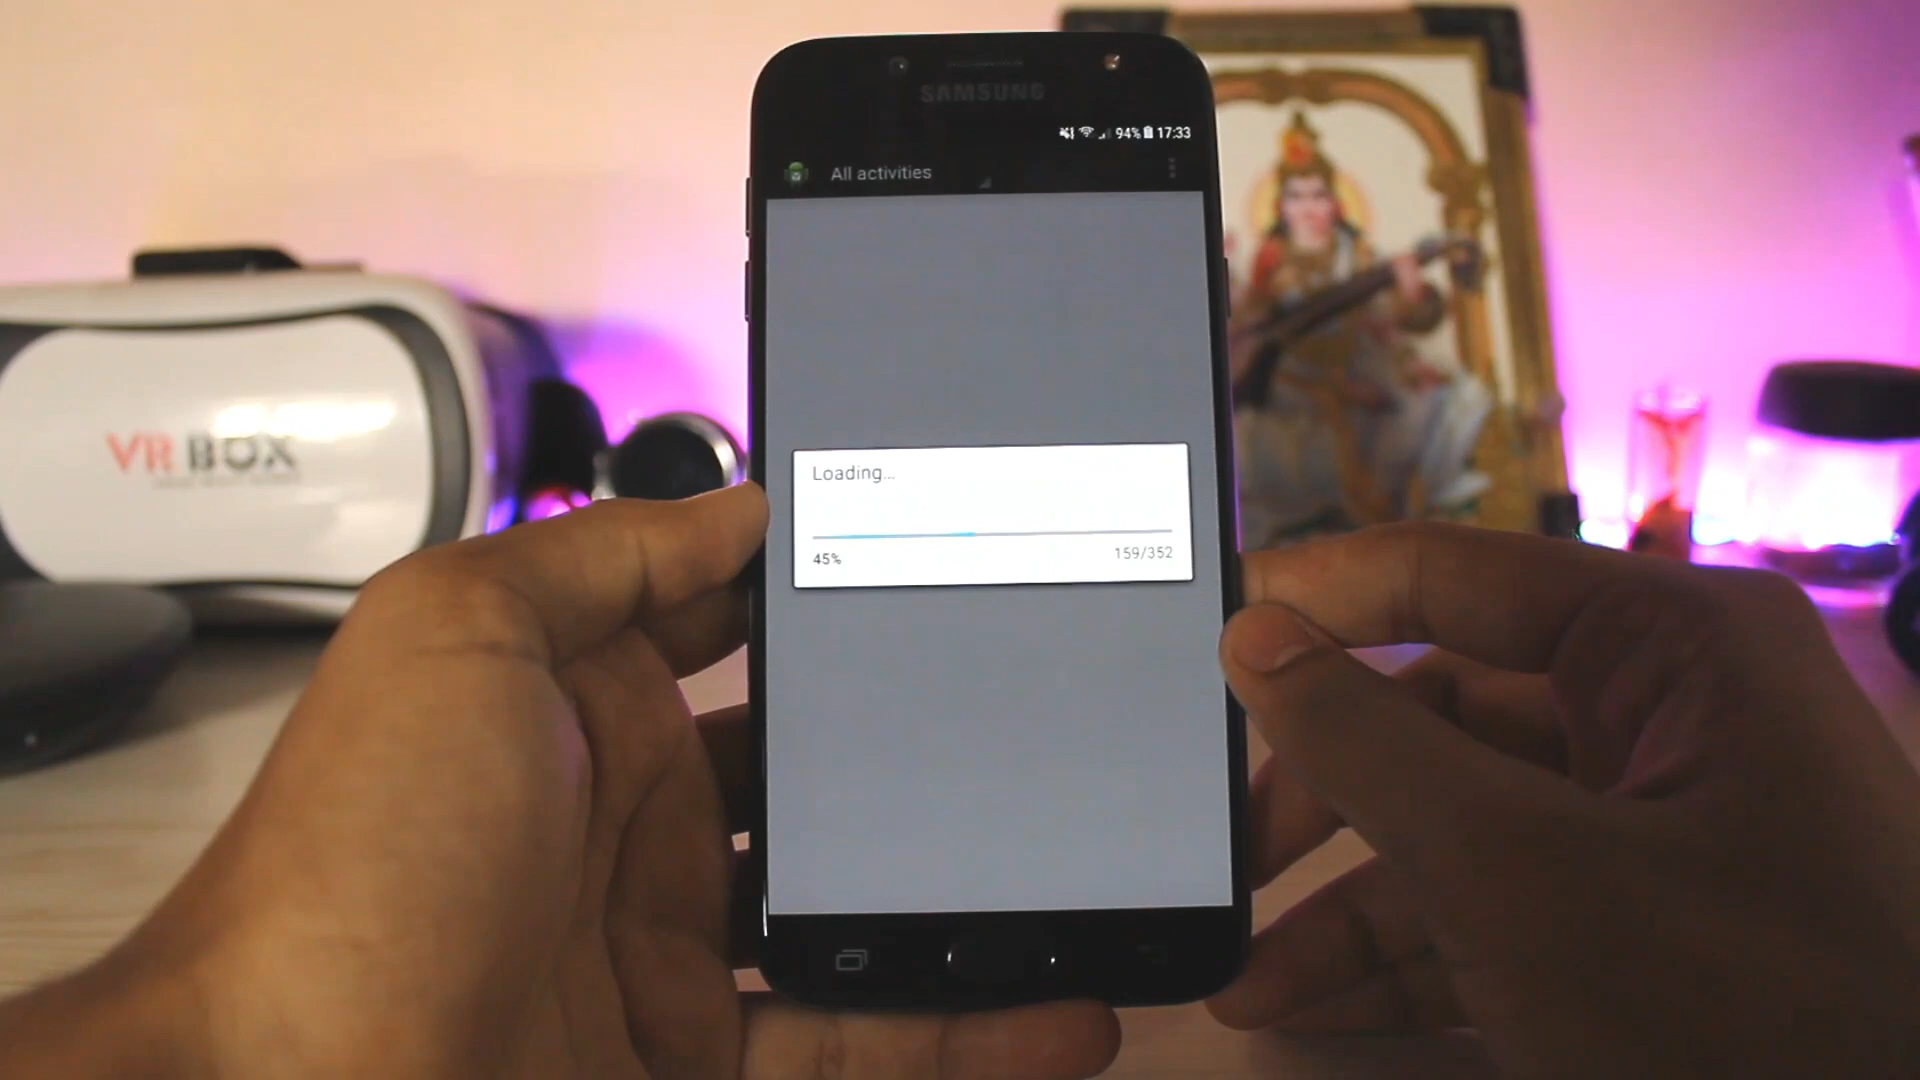 SAMSUNG
94% 17:33
All activities
Loading...
45% 159/352
VR BOX